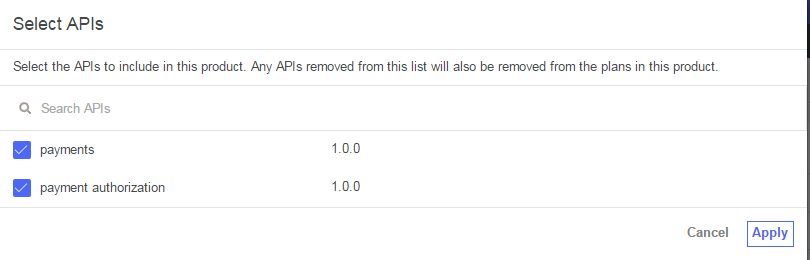 Select APIs
Select the APIs to include in this product. Any APIs removed from this list will also be removed from the plans in this product.
Search APIs
payments 1.0.0
payment authorization 1.0.0
Cancel Apply